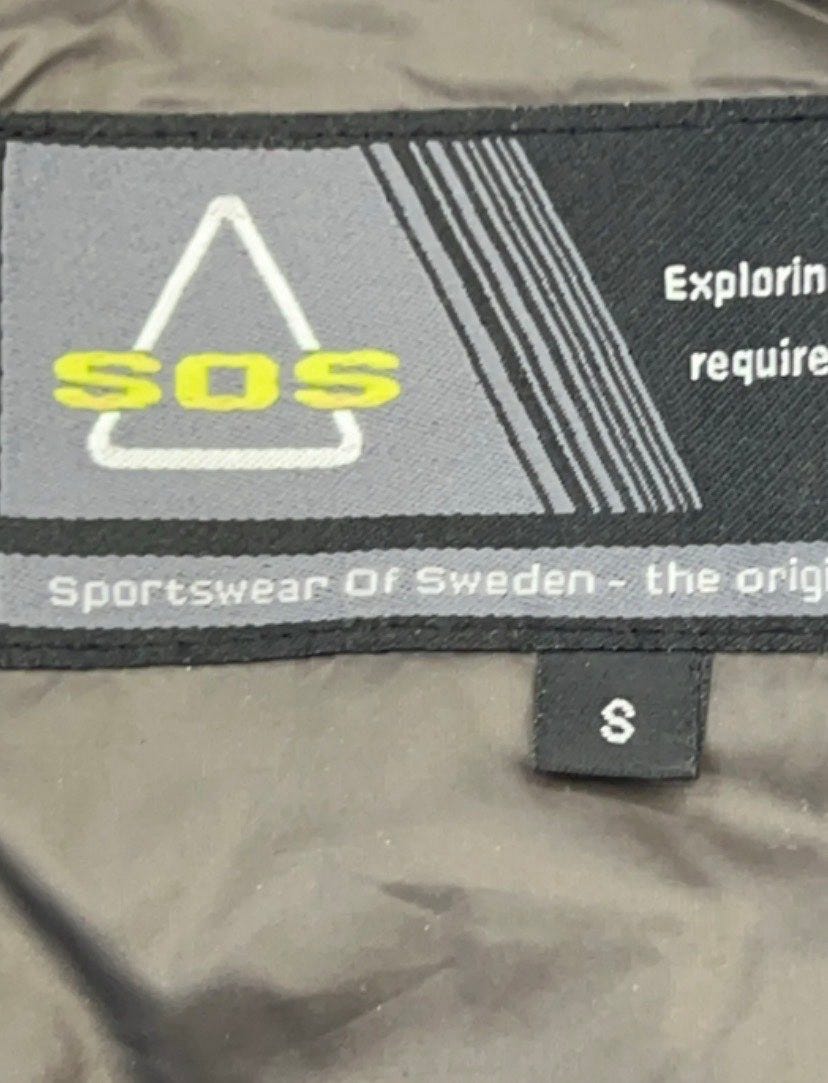 SOS
Explorin
require
Sportswear Of Sweden - the origi
S